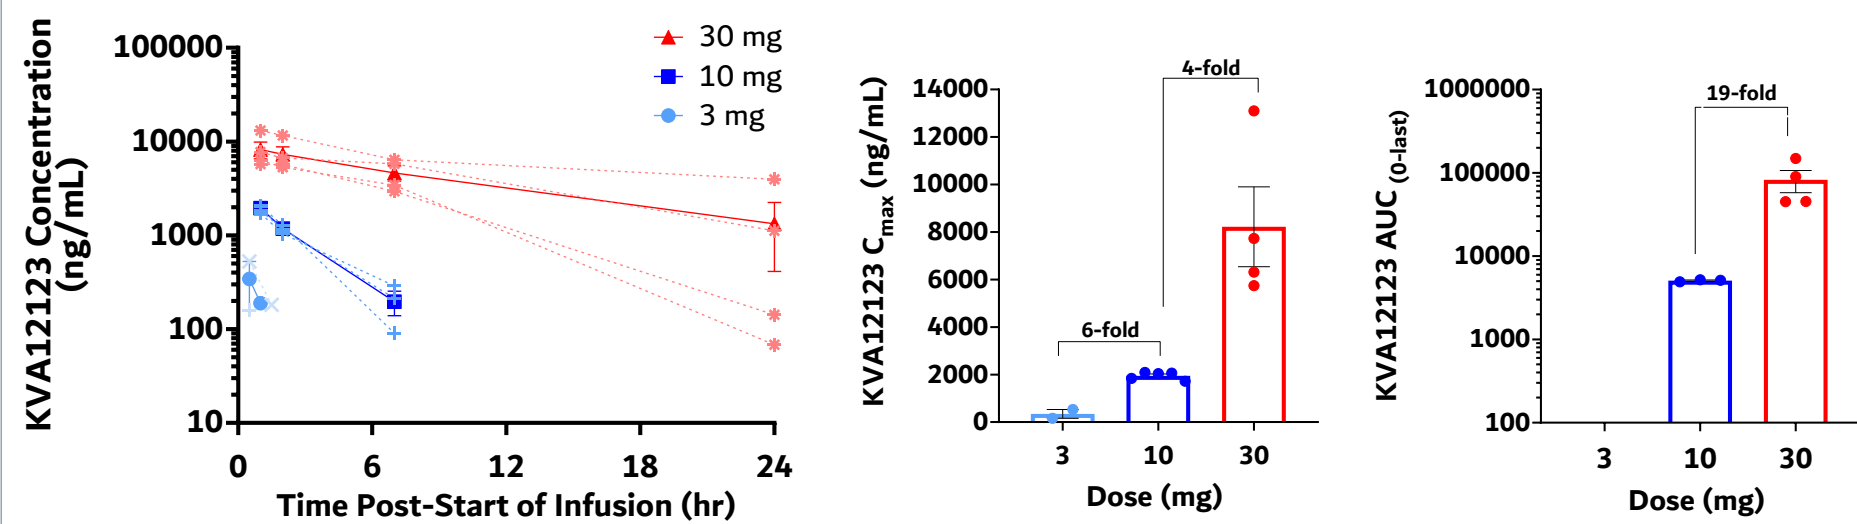 KVA12123 Concentration
(ng/mL)
100000
10000
1000
100
10
0
6
12
18
24
Time Post-Start of Infusion (hr)
30 mg
10 mg
3 mg
KVA12123 Cmax (ng/mL)
14000
12000
10000
8000
6000
4000
2000
0
6-fold
4-fold
3
10
30
Dose (mg)
KVA12123 AUC (0-last)
1000000
100000
10000
1000
100
19-fold
3
10
30
Dose (mg)